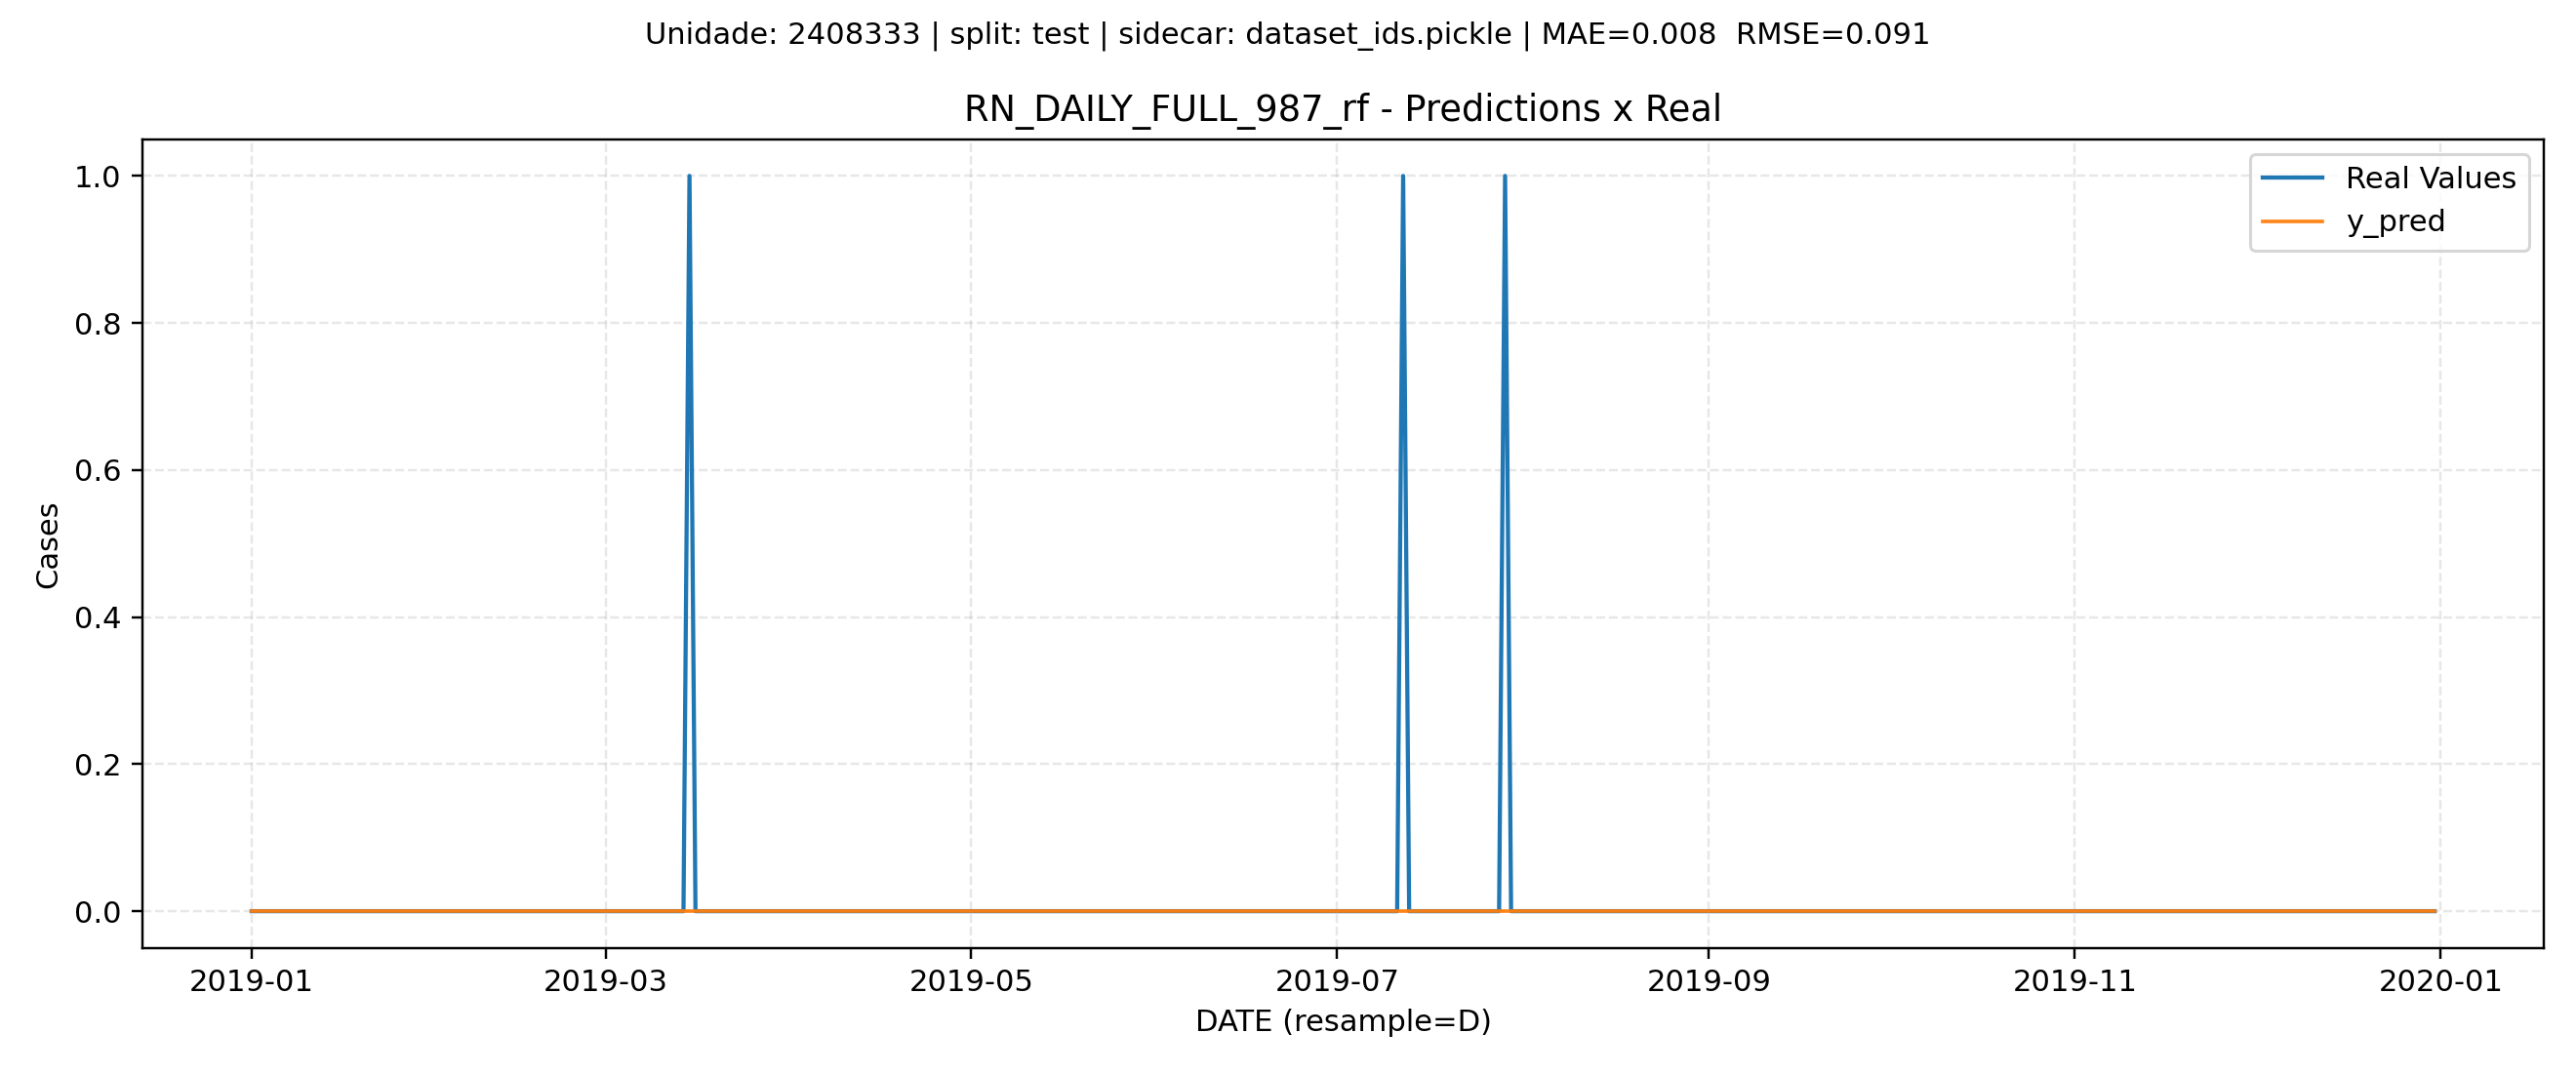 Unidade: 2408333 | split: test | sidecar: dataset_ids.pickle | MAE=0.008  RMSE=0.091
RN_DAILY_FULL_987_rf - Predictions x Real
Real Values
y_pred
1.0
0.8
0.6
0.4
0.2
0.0
Cases
2019-01 2019-03 2019-05 2019-07 2019-09 2019-11 2020-01
DATE (resample=D)